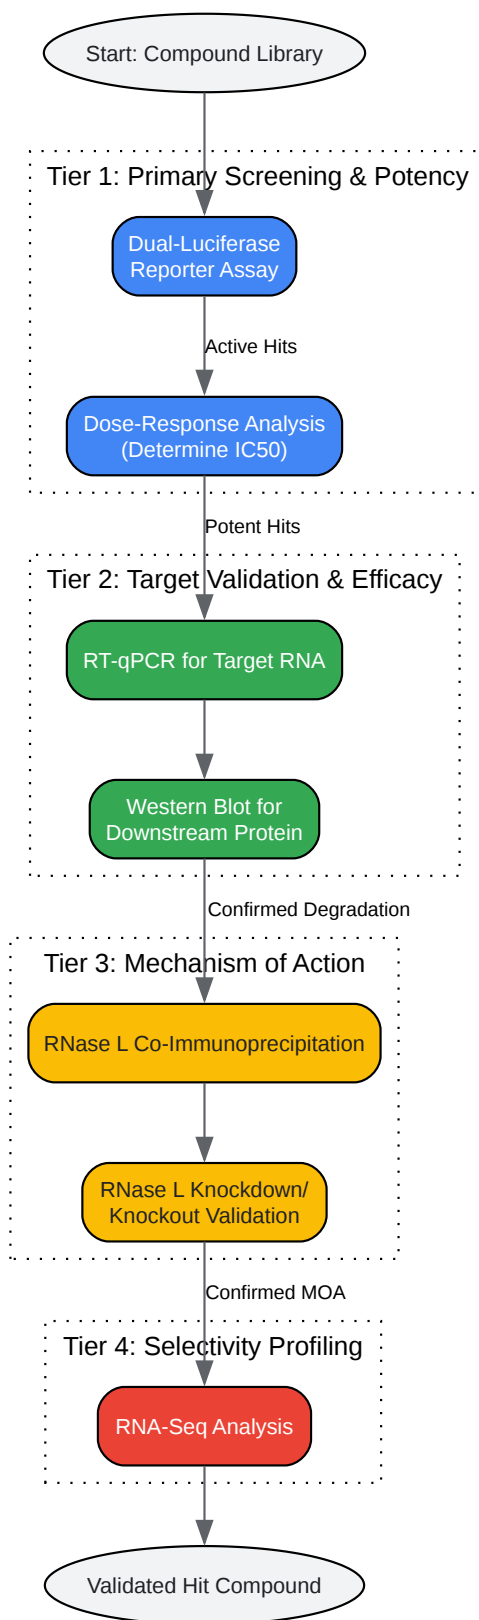 Start: Compound Library
Tier 1: Primary Screening & Potency
Dual-Luciferase
Reporter Assay
Active Hits
Dose-Response Analysis
(Determine IC50)
Potent Hits
Tier 2: Target Validation & Efficacy
RT-qPCR for Target RNA
Western Blot for
Downstream Protein
Confirmed Degradation
Tier 3: Mechanism of Action
RNase L Co-Immunoprecipitation
RNase L Knockdown/
Knockout Validation
Confirmed MOA
Tier 4: Selectivity Profiling
RNA-Seq Analysis
Validated Hit Compound